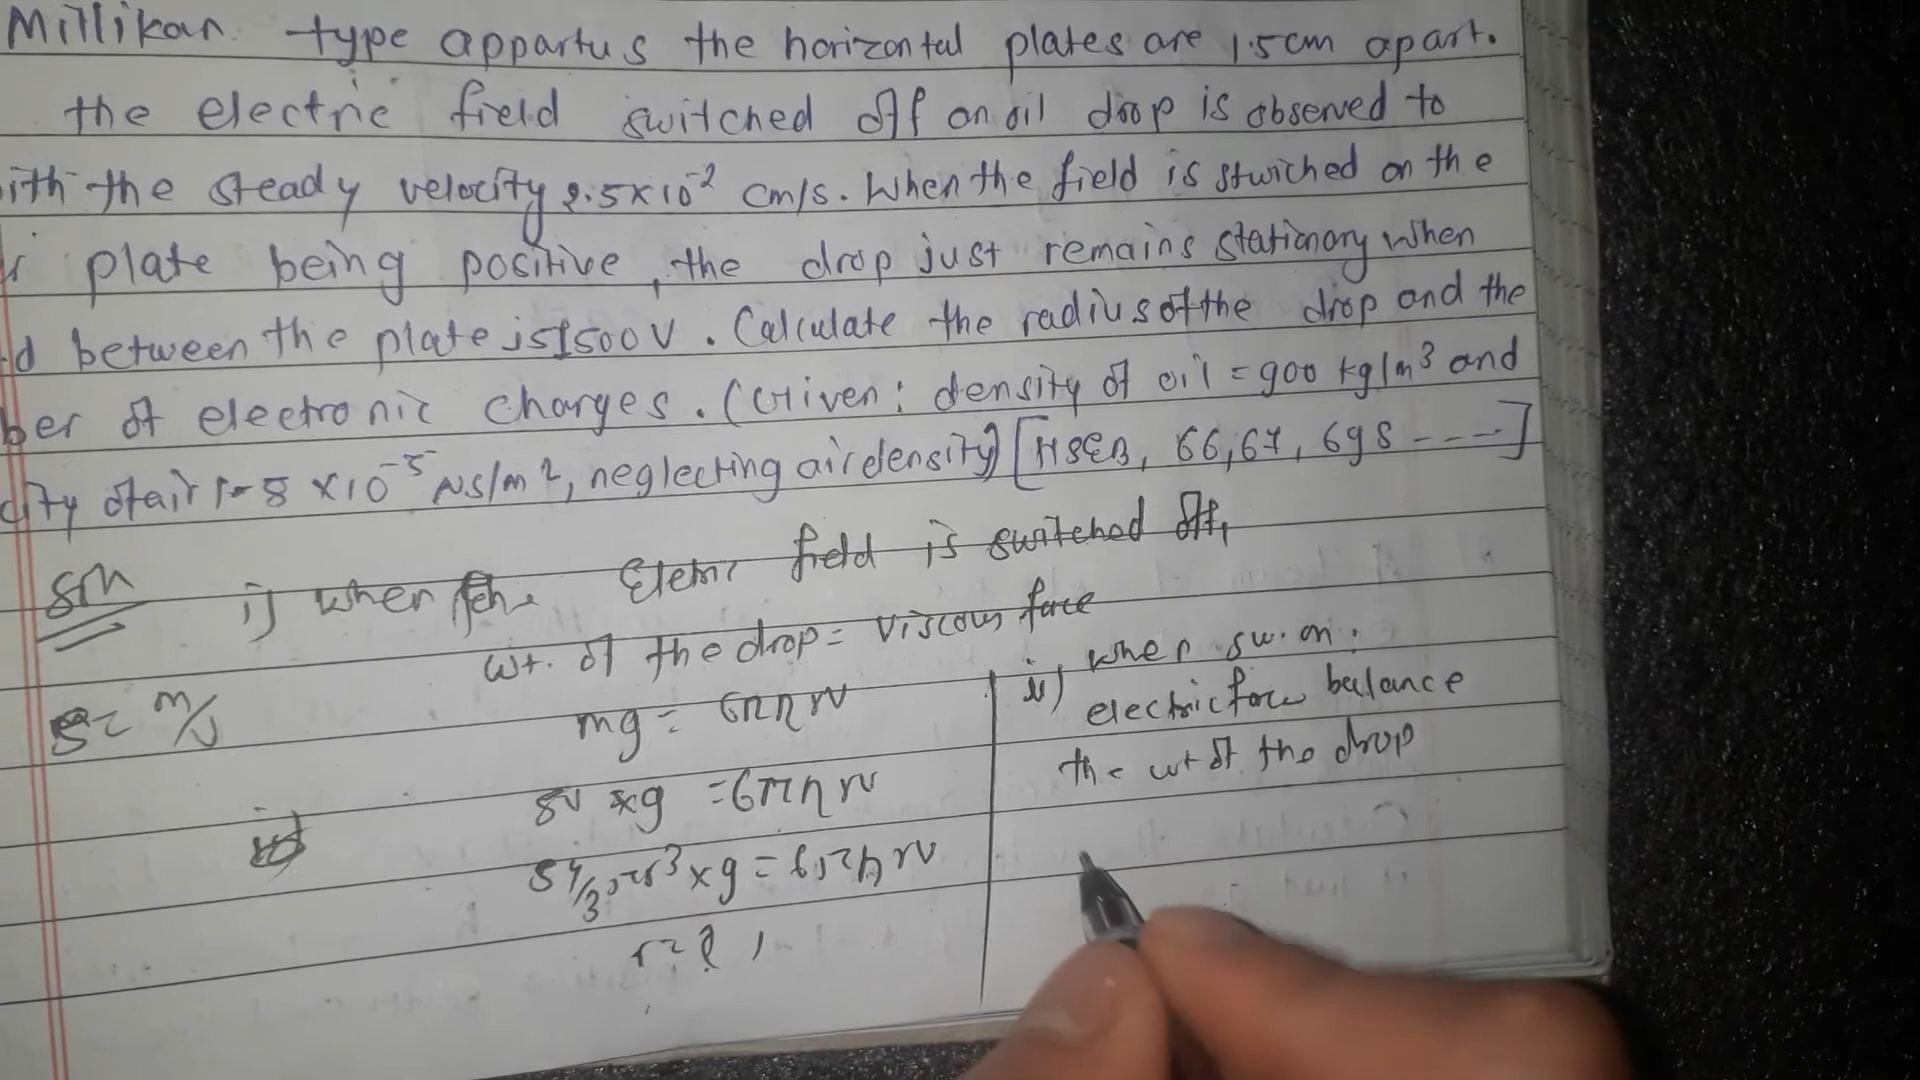 Millikan type appartus the horizontal plates are 1.5cm apart.
the electric field switched off an oil drop is observed to
ith the steady velocity 2.5×10⁻² cm/s. When the field is stwiched on the
r plate being positive, the drop just remains stationary when
d between the plate is 1500V. Calculate the radius of the drop and the
ber of electronic charges. (Given: density of oil = 900 kg/m³ and
city of air 1.8 ×10⁻⁵ Ns/m², neglecting air density) [HSEB, 66, 67, 69S ----]
Sol
i) when the field is switched off,
wt. of the drop = viscous force
mg = 6πηrv
ρv × g = 6πηrv
ρ 4/3 πr³ × g = 6πηrv
r = ? ,
ρ = m/v
ii) when sw. on.
electric force balance
the wt of the drop